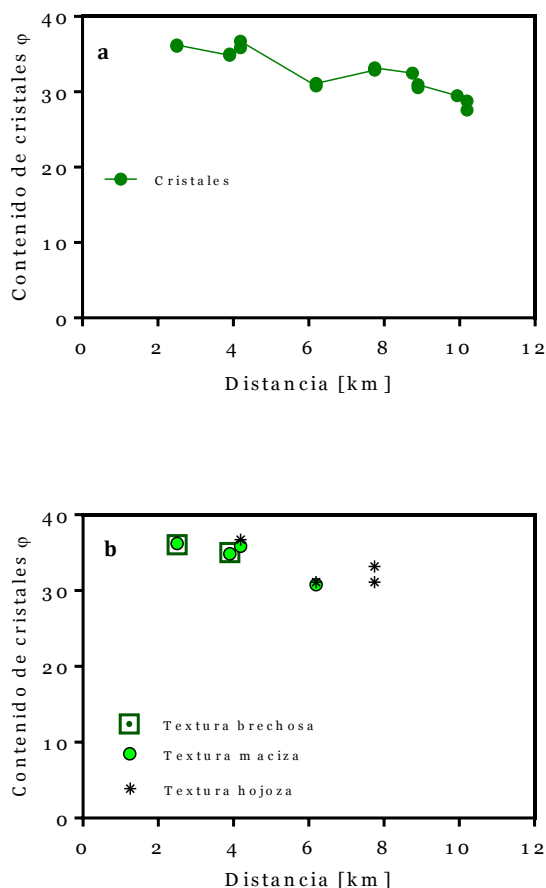 40
a
30
20
Cristales
10
0
0 2 4 6 8 10 12
Contenido de cristales φ
Distancia [km]
40
b
30
20
Textura brechosa
10
Textura maciza
Textura hojoza
0
0 2 4 6 8 10 12
Contenido de cristales φ
Distancia [km]